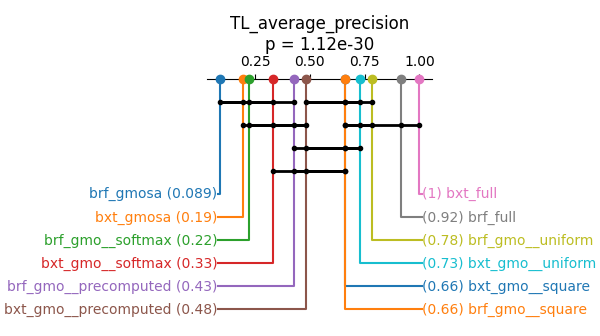 TL_average_precision
p = 1.12e-30
0.25 0.50 0.75 1.00
brf_gmosa (0.089) (1) bxt_full
bxt_gmosa (0.19) (0.92) brf_full
brf_gmo__softmax (0.22) (0.78) brf_gmo__uniform
bxt_gmo__softmax (0.33) (0.73) bxt_gmo__uniform
brf_gmo__precomputed (0.43) (0.66) bxt_gmo__square
bxt_gmo__precomputed (0.48) (0.66) brf_gmo__square